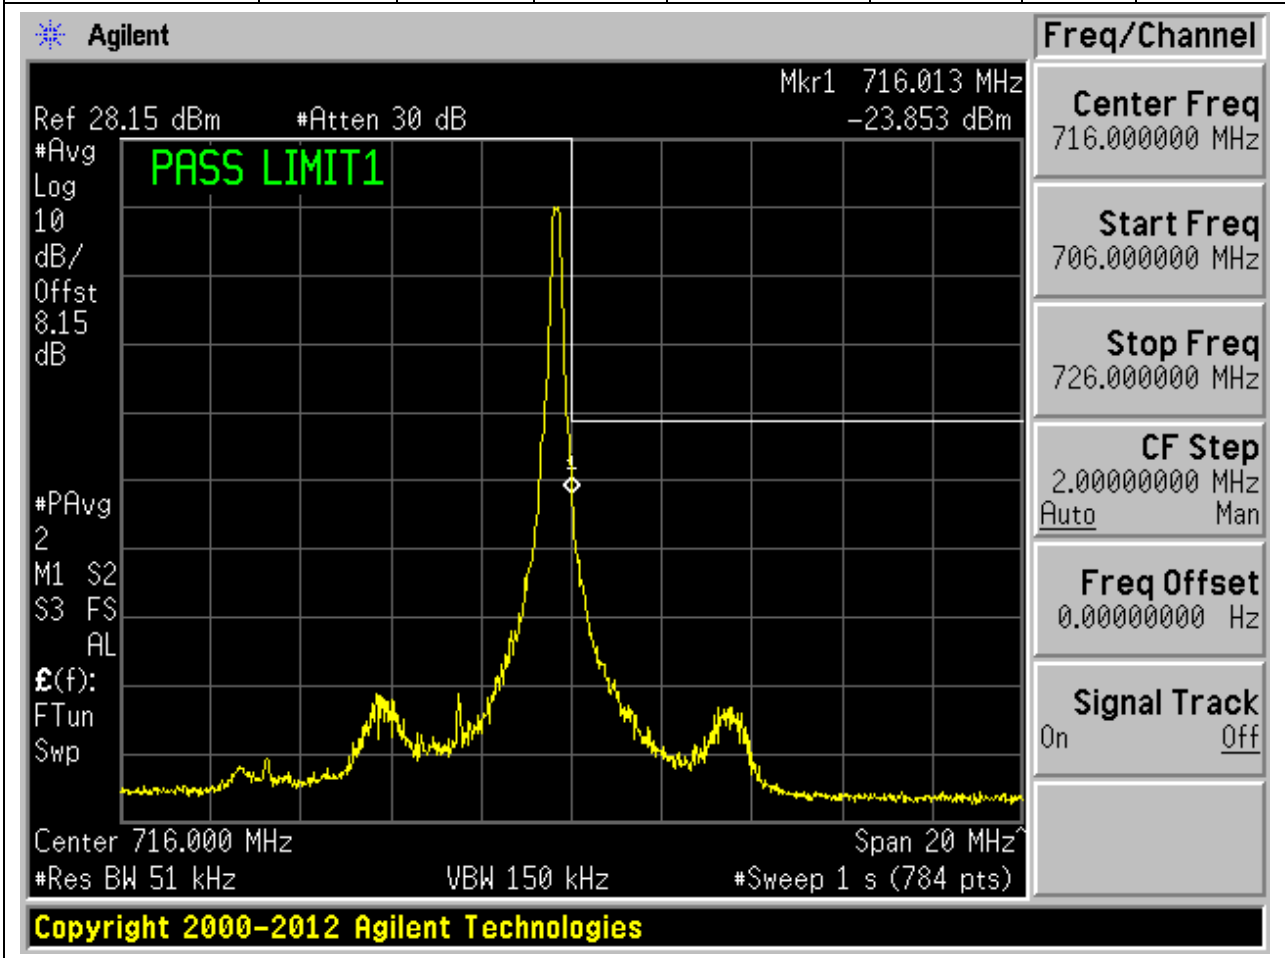 Agilent
Freq/Channel
Mkr1 716.013 MHz
Ref 28.15 dBm #Atten 30 dB -23.853 dBm
#Avg
Log
10
dB/
Offst
8.15
dB
PASS LIMIT1
1
#PAvg
2
M1 S2
S3 FS
AL
£(f):
FTun
Swp
Center 716.000 MHz Span 20 MHz^
#Res BW 51 kHz VBW 150 kHz #Sweep 1 s (784 pts)
Center Freq
716.000000 MHz
Start Freq
706.000000 MHz
Stop Freq
726.000000 MHz
CF Step
2.00000000 MHz
Auto Man
Freq Offset
0.00000000 Hz
Signal Track
On Off
Copyright 2000-2012 Agilent Technologies